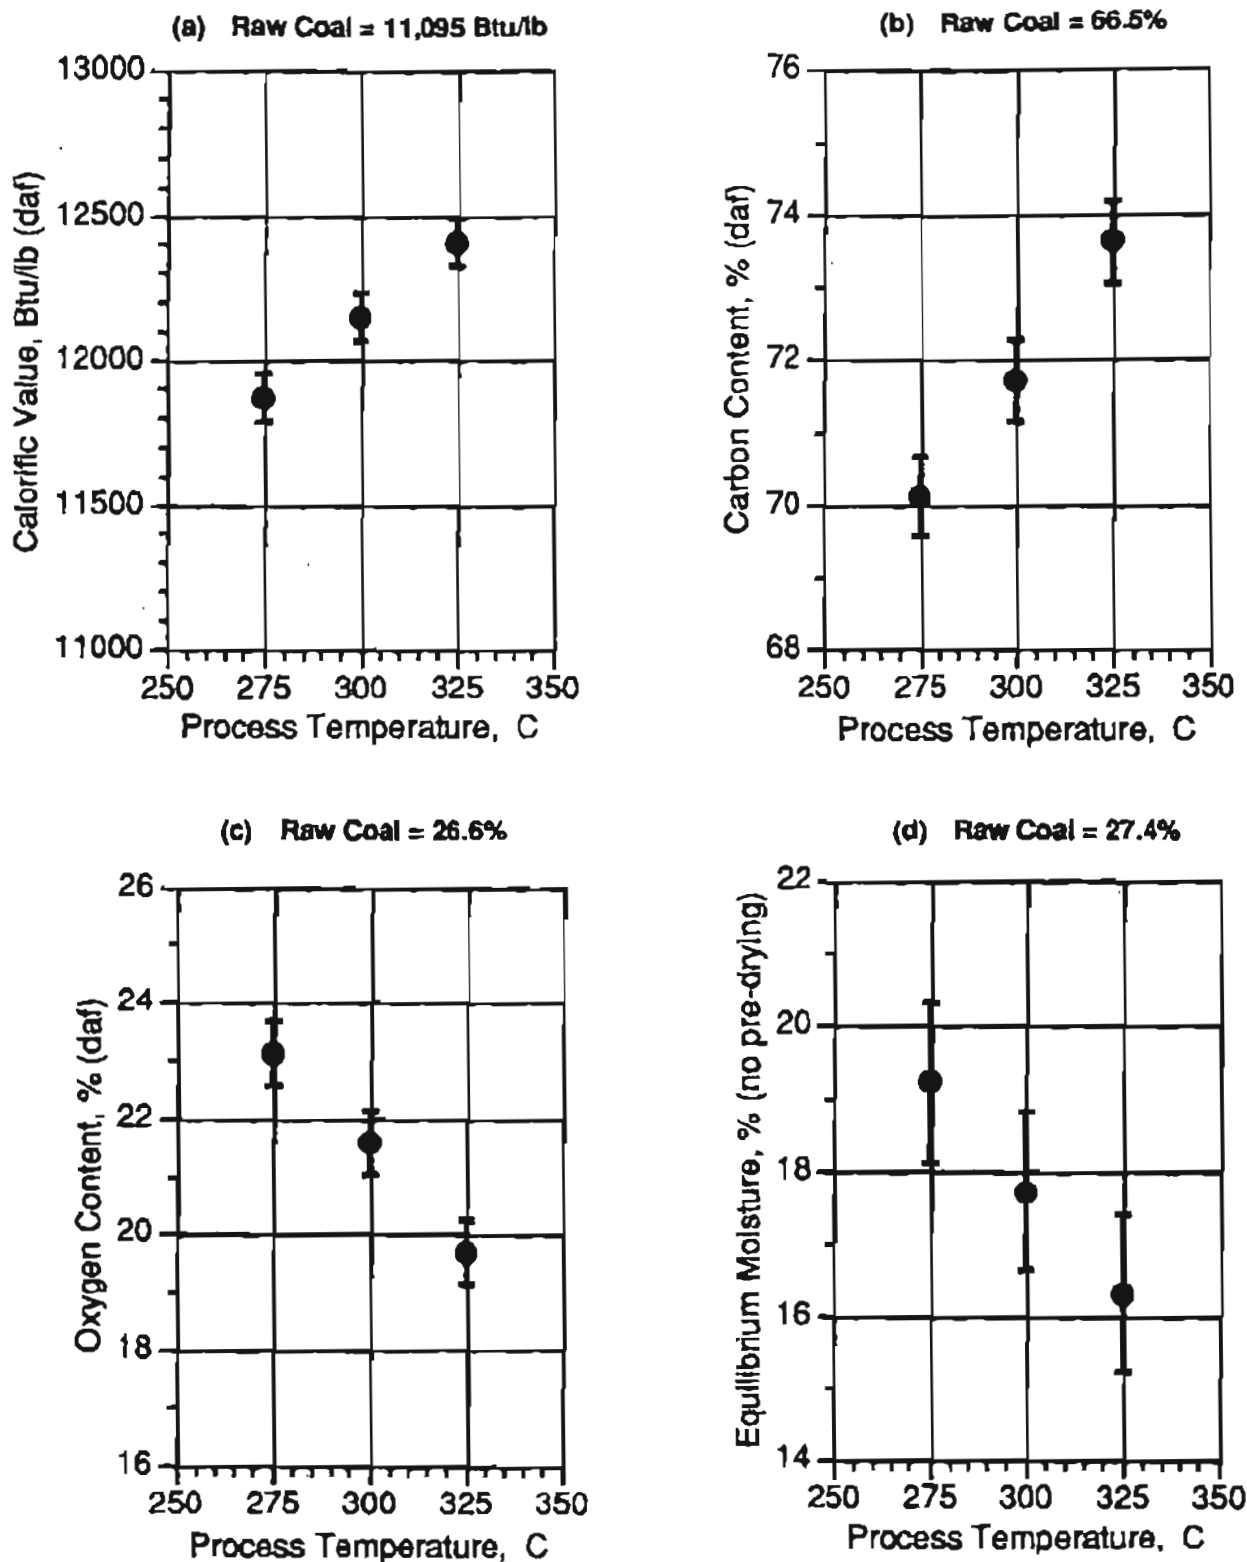 (a) Raw Coal = 11,095 Btu/lb
13000
12500
12000
11500
11000
Calorific Value, Btu/lb (daf)
250 275 300 325 350
Process Temperature, C
(b) Raw Coal = 66.5%
76
74
72
70
68
Carbon Content, % (daf)
250 275 300 325 350
Process Temperature, C
(c) Raw Coal = 26.6%
26
24
22
20
18
16
Oxygen Content, % (daf)
250 275 300 325 350
Process Temperature, C
(d) Raw Coal = 27.4%
22
20
18
16
14
Equilibrium Moisture, % (no pre-drying)
250 275 300 325 350
Process Temperature, C